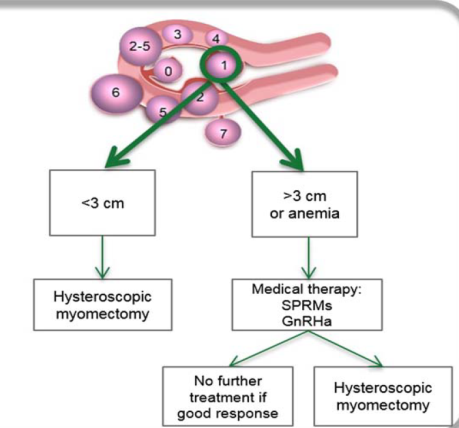 3
4
2-5
0
1
6
2
5
7
<3 cm
>3 cm
or anemia
Hysteroscopic
myomectomy
Medical therapy:
SPRMs
GnRHa
No further
treatment if
good response
Hysteroscopic
myomectomy